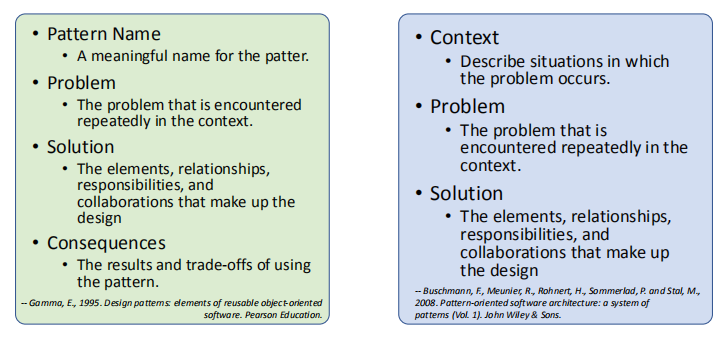 • Pattern Name
• A meaningful name for the patter.
• Problem
• The problem that is encountered
repeatedly in the context.
• Solution
• The elements, relationships,
responsibilities, and
collaborations that make up the
design
• Consequences
• The results and trade-offs of using
the pattern.
-- Gamma, E., 1995. Design patterns: elements of reusable object-oriented
software. Pearson Education.
• Context
• Describe situations in which
the problem occurs.
• Problem
• The problem that is
encountered repeatedly in the
context.
• Solution
• The elements, relationships,
responsibilities, and
collaborations that make up
the design
-- Buschmann, F., Meunier, R., Rohnert, H., Sommerlad, P. and Stal, M.,
2008. Pattern-oriented software architecture: a system of
patterns (Vol. 1). John Wiley & Sons.